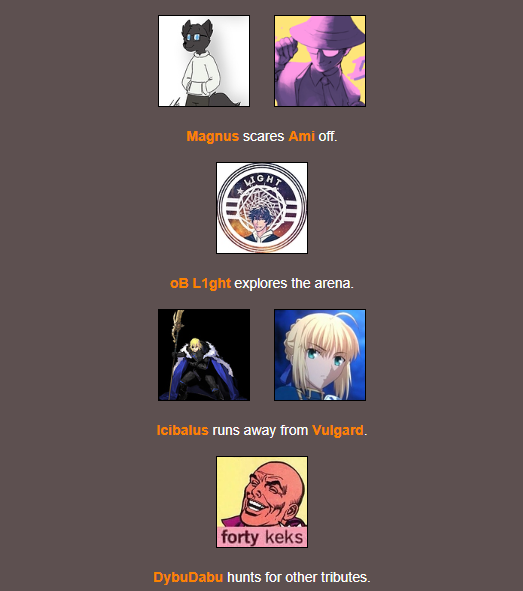 Magnus scares Ami off.
LIGHT
oB L1ght explores the arena.
Icibalus runs away from Vulgard.
forty keks
DybuDabu hunts for other tributes.